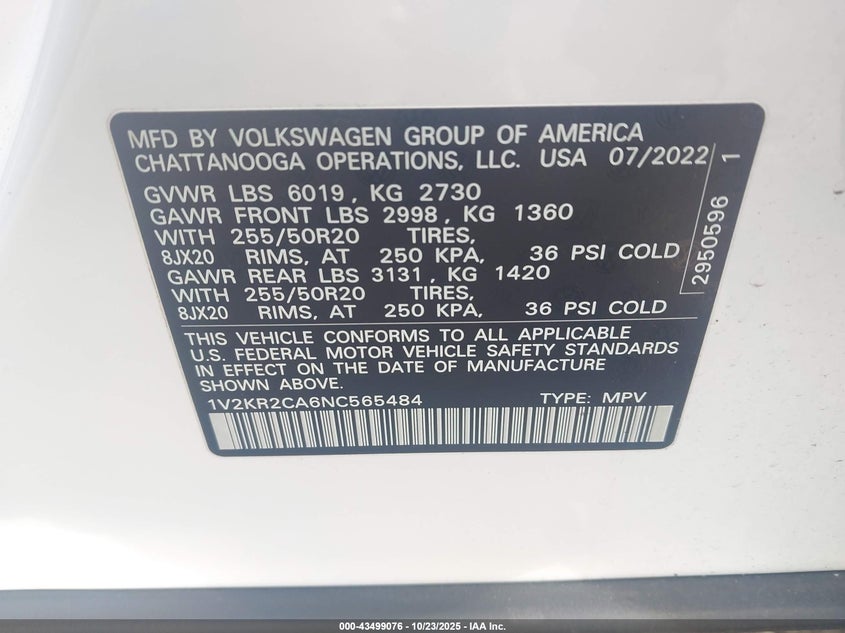 MFD BY VOLKSWAGEN GROUP OF AMERICA
CHATTANOOGA OPERATIONS, LLC. USA 07/2022
GVWR LBS 6019, KG 2730
GAWR FRONT LBS 2998, KG 1360
WITH 255/50R20 TIRES,
8JX20 RIMS, AT 250 KPA, 36 PSI COLD
GAWR REAR LBS 3131, KG 1420
WITH 255/50R20 TIRES,
8JX20 RIMS, AT 250 KPA, 36 PSI COLD
THIS VEHICLE CONFORMS TO ALL APPLICABLE
U.S. FEDERAL MOTOR VEHICLE SAFETY STANDARDS
IN EFFECT ON THE DATE OF MANUFACTURE
SHOWN ABOVE.
1V2KR2CA6NC565484 TYPE: MPV
2950596 1
000-43499076 - 10/23/2025 - IAA Inc.